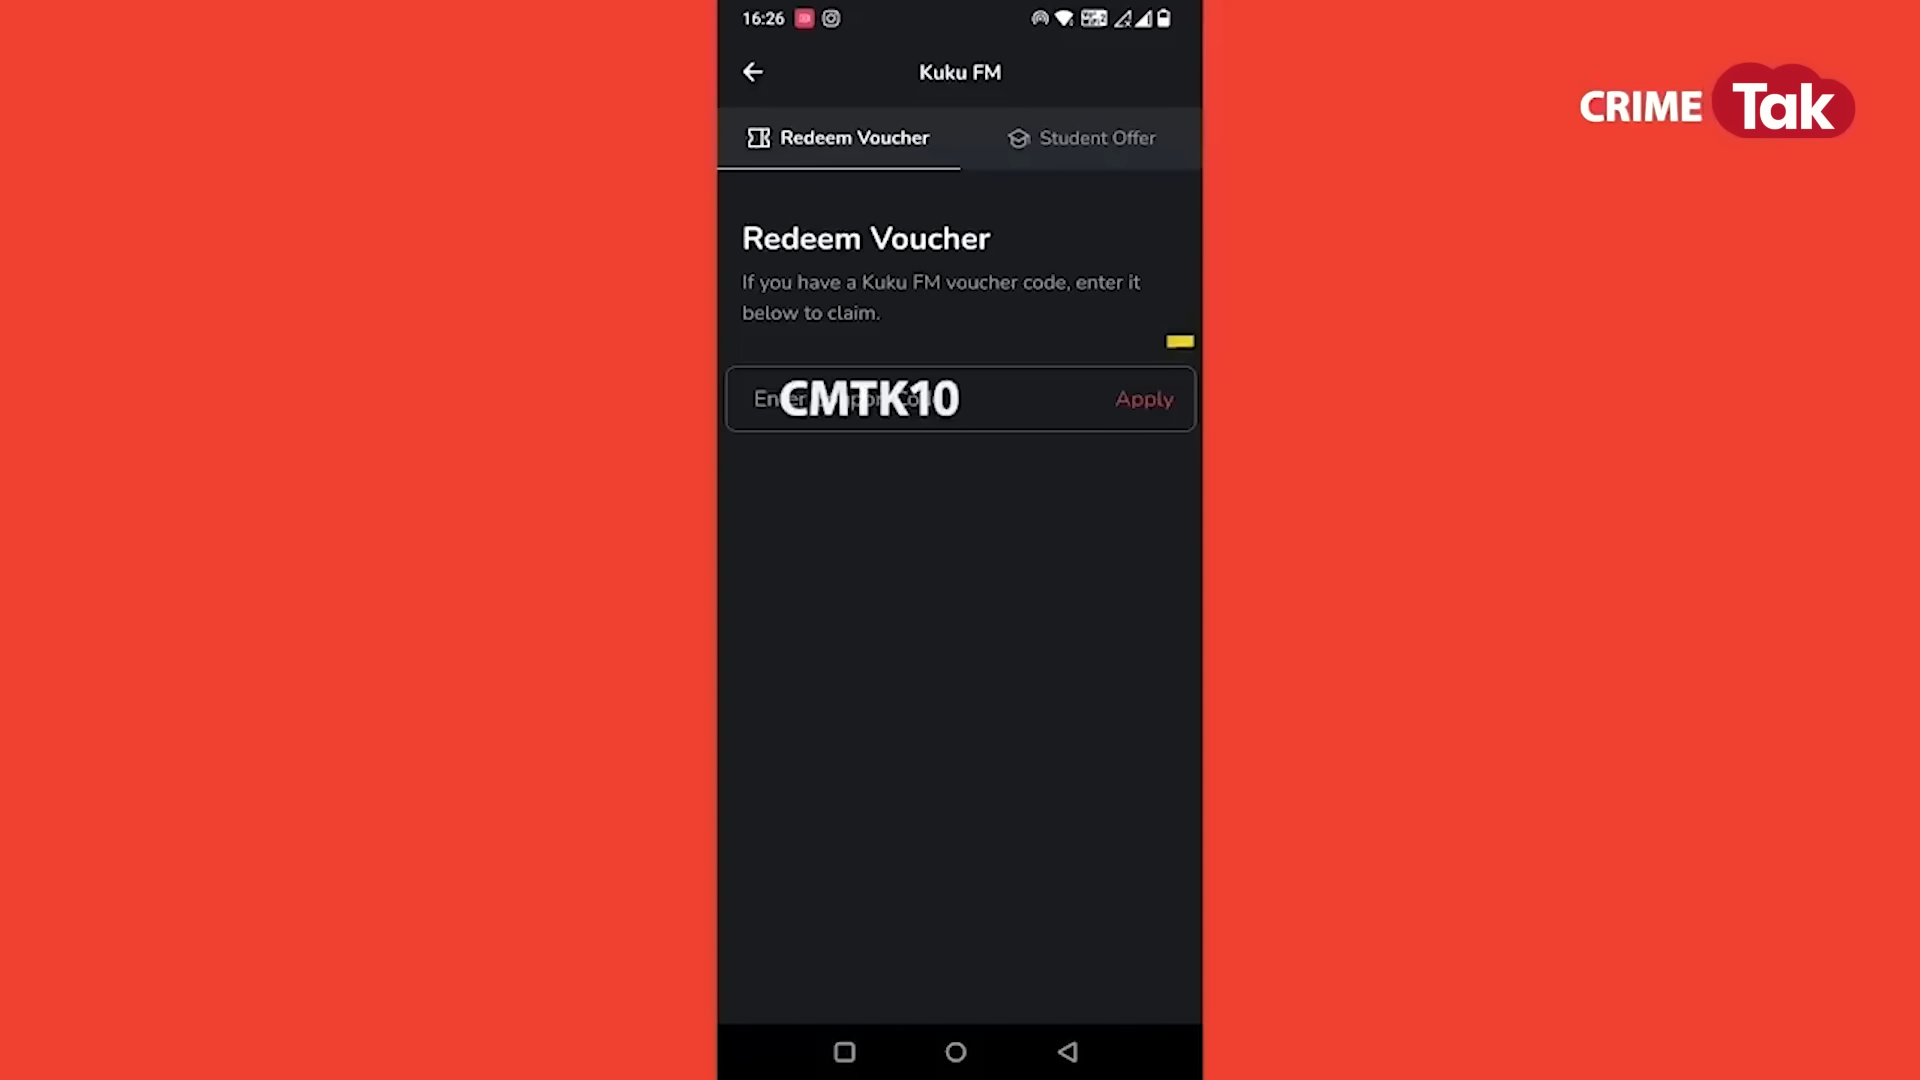 16:26
Kuku FM
CRIME Tak
Redeem Voucher
Student Offer
Redeem Voucher
If you have a Kuku FM voucher code, enter it
below to claim.
CMTK10
Apply